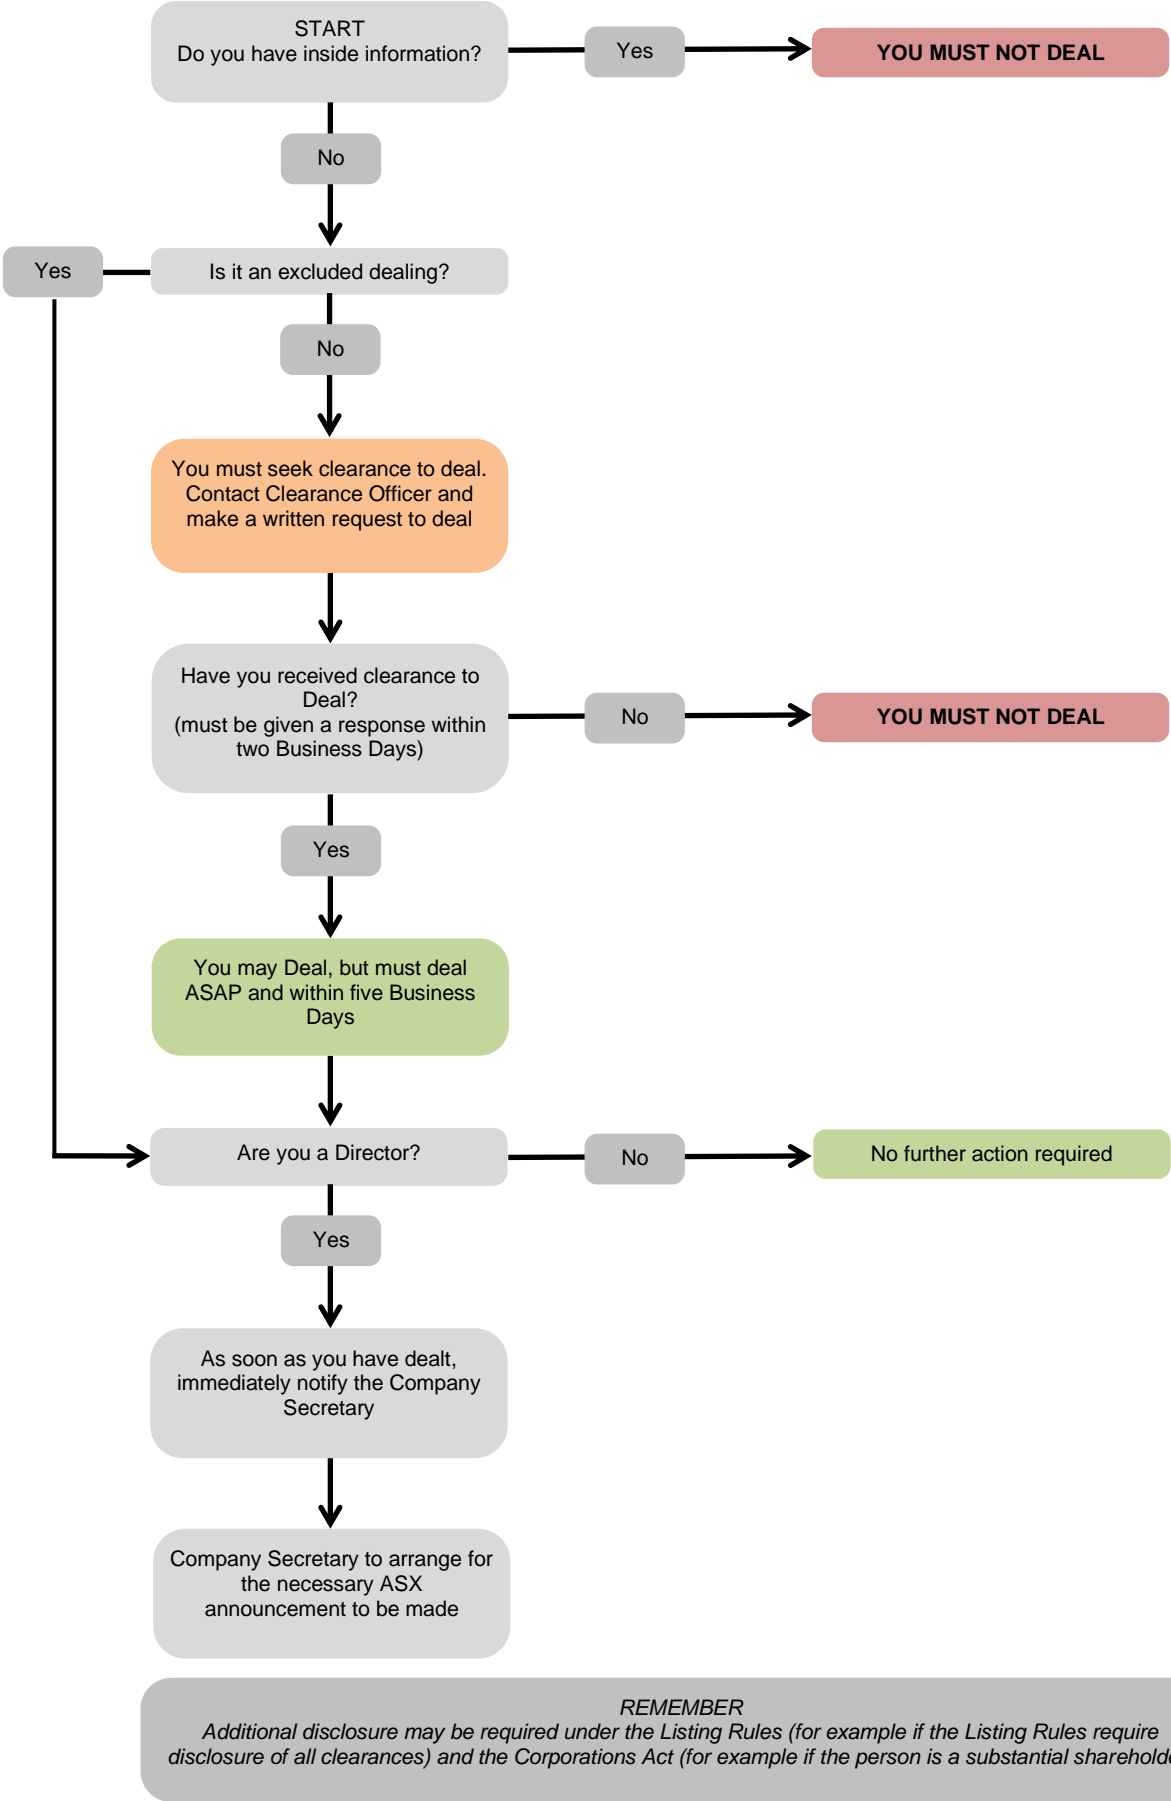 START
Do you have inside information?
Yes
YOU MUST NOT DEAL
No
Yes
Is it an excluded dealing?
No
You must seek clearance to deal.
Contact Clearance Officer and
make a written request to deal
Have you received clearance to
Deal?
(must be given a response within
two Business Days)
No
YOU MUST NOT DEAL
Yes
You may Deal, but must deal
ASAP and within five Business
Days
Are you a Director?
No
No further action required
Yes
As soon as you have dealt,
immediately notify the Company
Secretary
Company Secretary to arrange for
the necessary ASX
announcement to be made
REMEMBER
Additional disclosure may be required under the Listing Rules (for example if the Listing Rules require
disclosure of all clearances) and the Corporations Act (for example if the person is a substantial